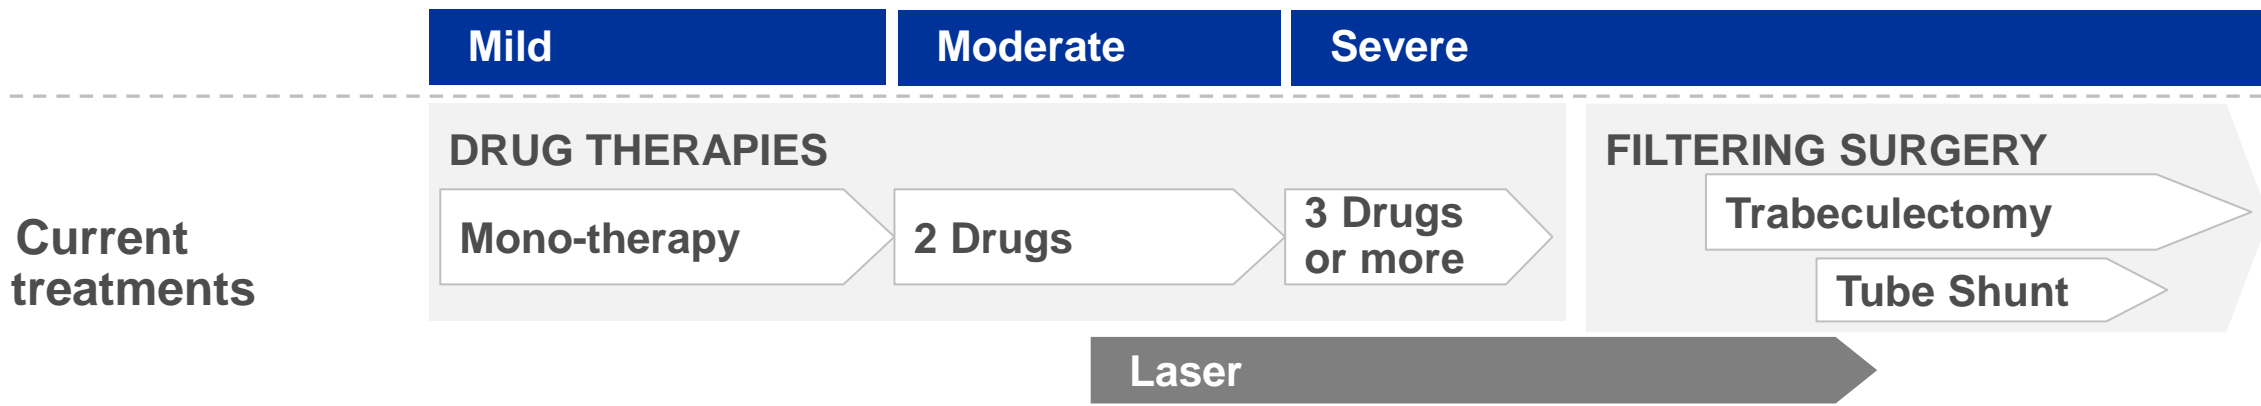 Mild
Moderate
Severe
DRUG THERAPIES
FILTERING SURGERY
Current
treatments
Mono-therapy
2 Drugs
3 Drugs
or more
Trabeculectomy
Tube Shunt
Laser